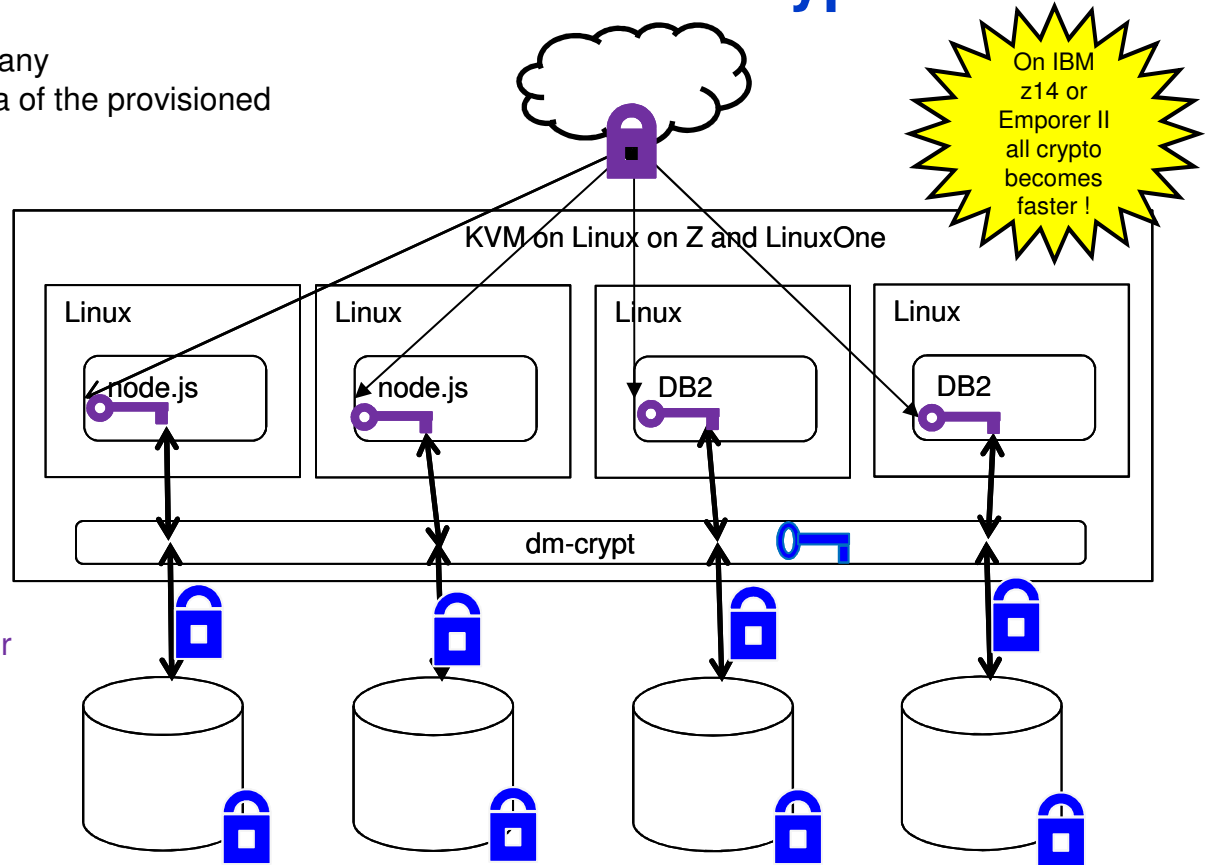 any
a of the provisioned
On IBM
z14 or
Emporer II
all crypto
becomes
faster !
KVM on Linux on Z and LinuxOne
Linux
Linux
Linux
Linux
node.js
node.js
DB2
DB2
dm-crypt
r